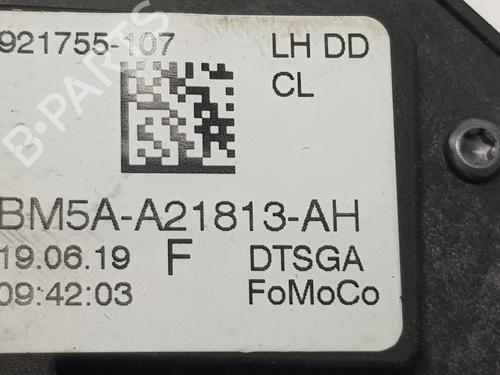 921755-107 LH DD
CL
BM5A-A21813-AH
19.06.19 F DTSGA
09:42:03 FoMoCo
B-PARTS